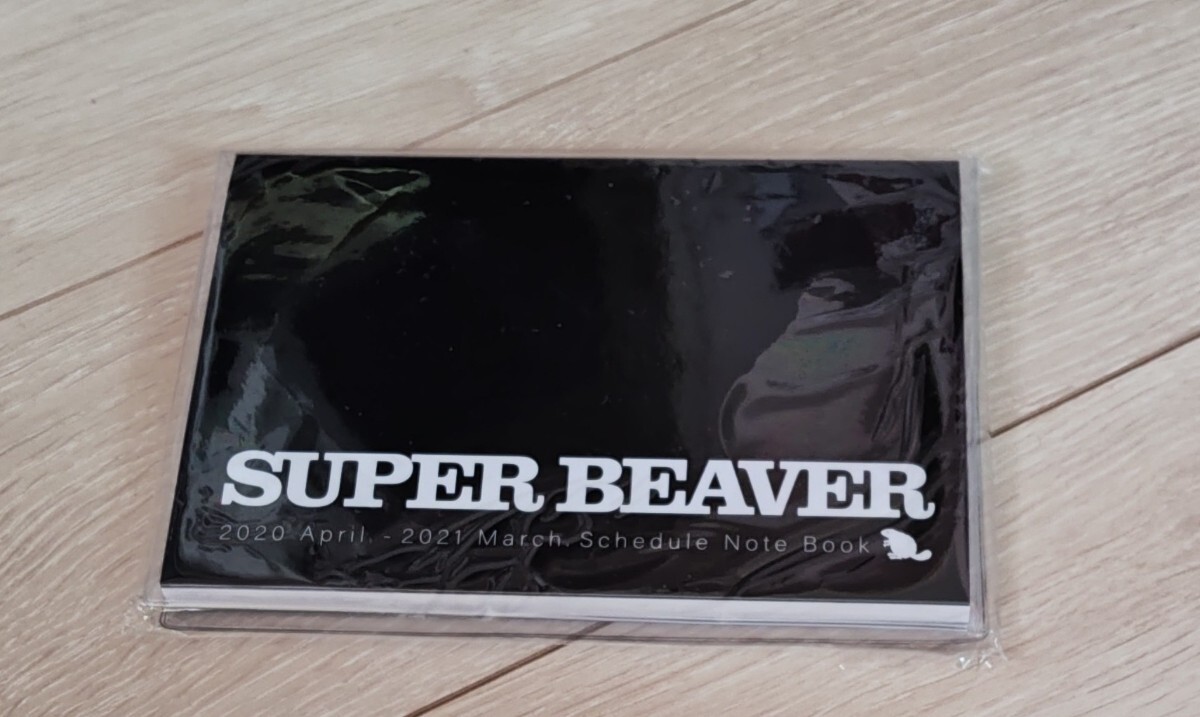 SUPER BEAVER
2020 April. - 2021 March. Schedule Note Book